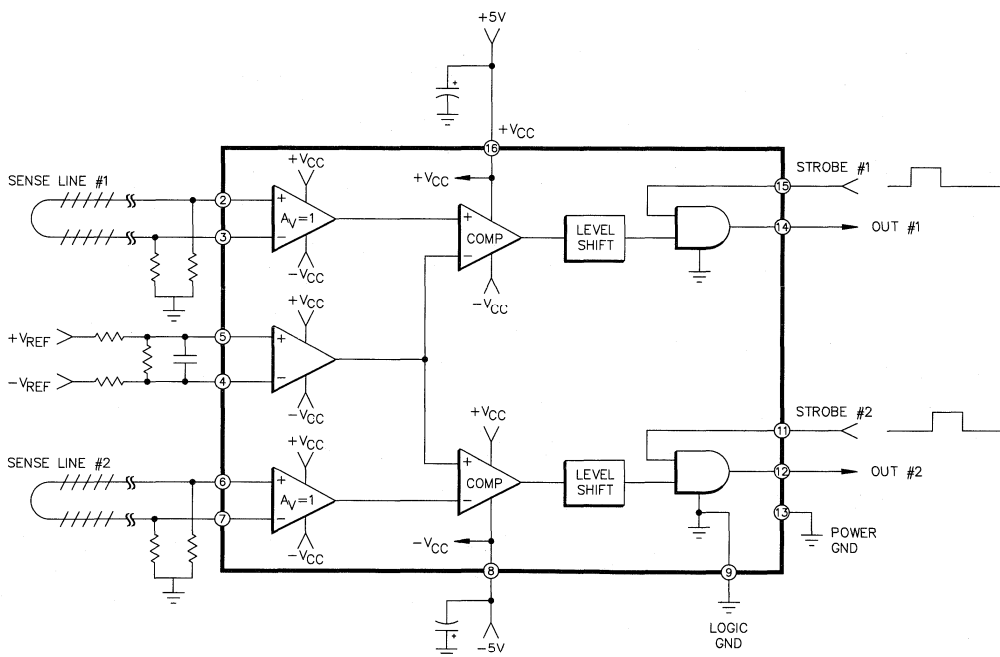 +5V
+
+VCC
16
+VCC
+VCC
SENSE LINE #1
2
+
AV=1
3
−
−VCC
+
COMP
−
−VCC
LEVEL
SHIFT
15
STROBE #1
14
OUT #1
+VCC
+VREF
5
+
−VREF
4
−
−VCC
+VCC
SENSE LINE #2
6
+
AV=1
7
−
−VCC
+VCC
+
COMP
−
−VCC
LEVEL
SHIFT
STROBE #2
11
12
OUT #2
13
POWER
GND
8
9
LOGIC
GND
+
−5V